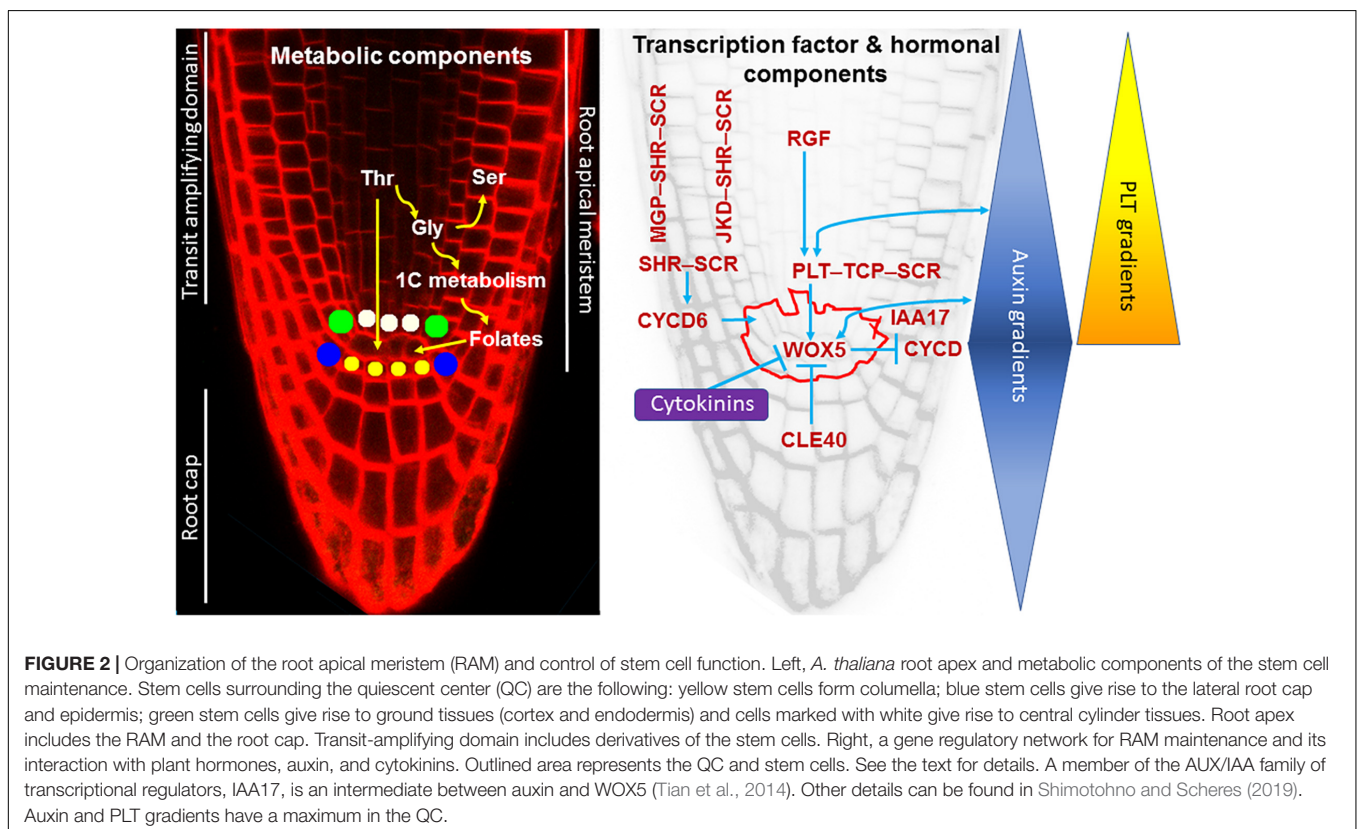 Metabolic components
Transit amplifying domain
Root cap
Root apical meristem
Thr
Ser
Gly
1C metabolism
Folates
Transcription factor & hormonal
components
MGP–SHR–SCR
JKD–SHR–SCR
RGF
SHR–SCR
PLT–TCP–SCR
CYCD6
IAA17
WOX5
CYCD
Cytokinins
CLE40
Auxin gradients
PLT gradients
FIGURE 2 | Organization of the root apical meristem (RAM) and control of stem cell function. Left, A. thaliana root apex and metabolic components of the stem cell
maintenance. Stem cells surrounding the quiescent center (QC) are the following: yellow stem cells form columella; blue stem cells give rise to the lateral root cap
and epidermis; green stem cells give rise to ground tissues (cortex and endodermis) and cells marked with white give rise to central cylinder tissues. Root apex
includes the RAM and the root cap. Transit-amplifying domain includes derivatives of the stem cells. Right, a gene regulatory network for RAM maintenance and its
interaction with plant hormones, auxin, and cytokinins. Outlined area represents the QC and stem cells. See the text for details. A member of the AUX/IAA family of
transcriptional regulators, IAA17, is an intermediate between auxin and WOX5 (Tian et al., 2014). Other details can be found in Shimotohno and Scheres (2019).
Auxin and PLT gradients have a maximum in the QC.